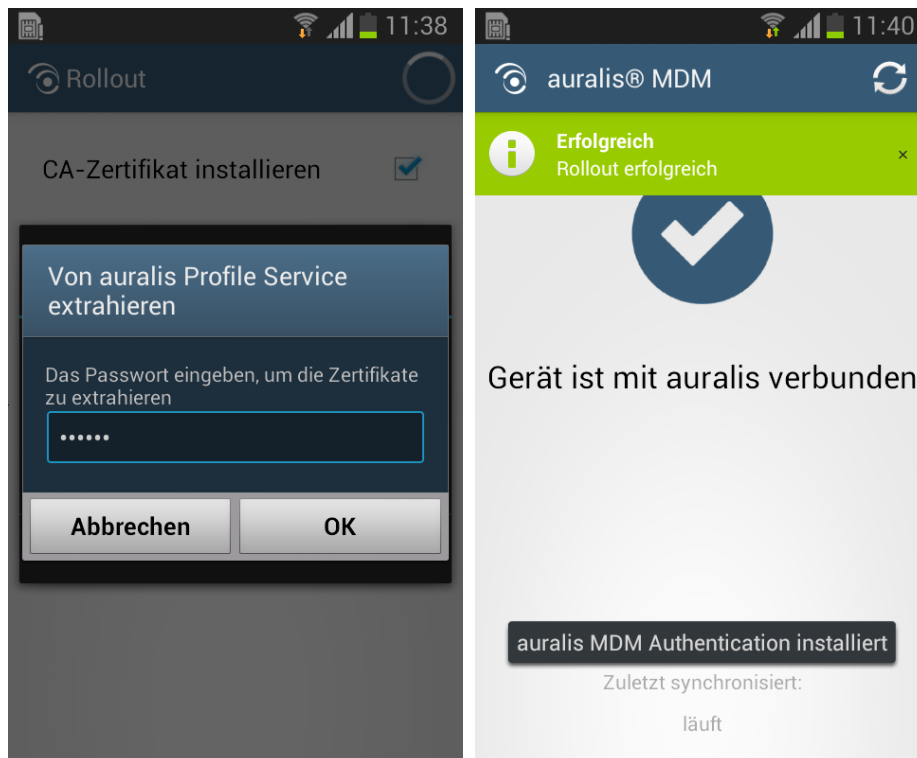 11:38
Rollout
CA-Zertifikat installieren
Von auralis Profile Service
extrahieren
Das Passwort eingeben, um die Zertifikate
zu extrahieren
••••••
Abbrechen
OK
11:40
auralis® MDM
Erfolgreich
Rollout erfolgreich
×
Gerät ist mit auralis verbunden
auralis MDM Authentication installiert
Zuletzt synchronisiert:
läuft